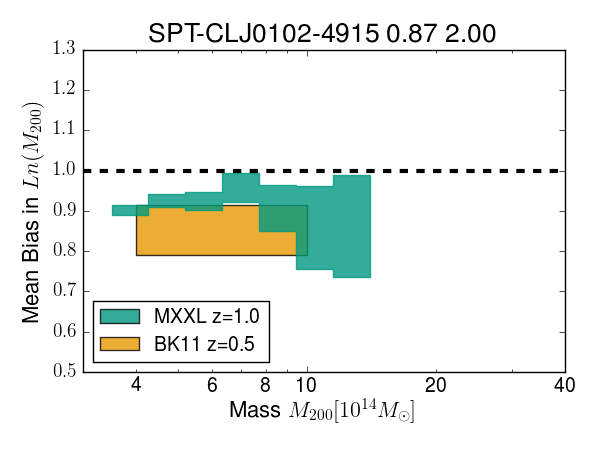 SPT-CLJ0102-4915 0.87 2.00
1.3
1.2
1.1
1.0
0.9
0.8
0.7
0.6
0.5
Mean Bias in Ln(M200)
MXXL z=1.0
BK11 z=0.5
4 6 8 10 20 40
Mass M200[10^14M⊙]